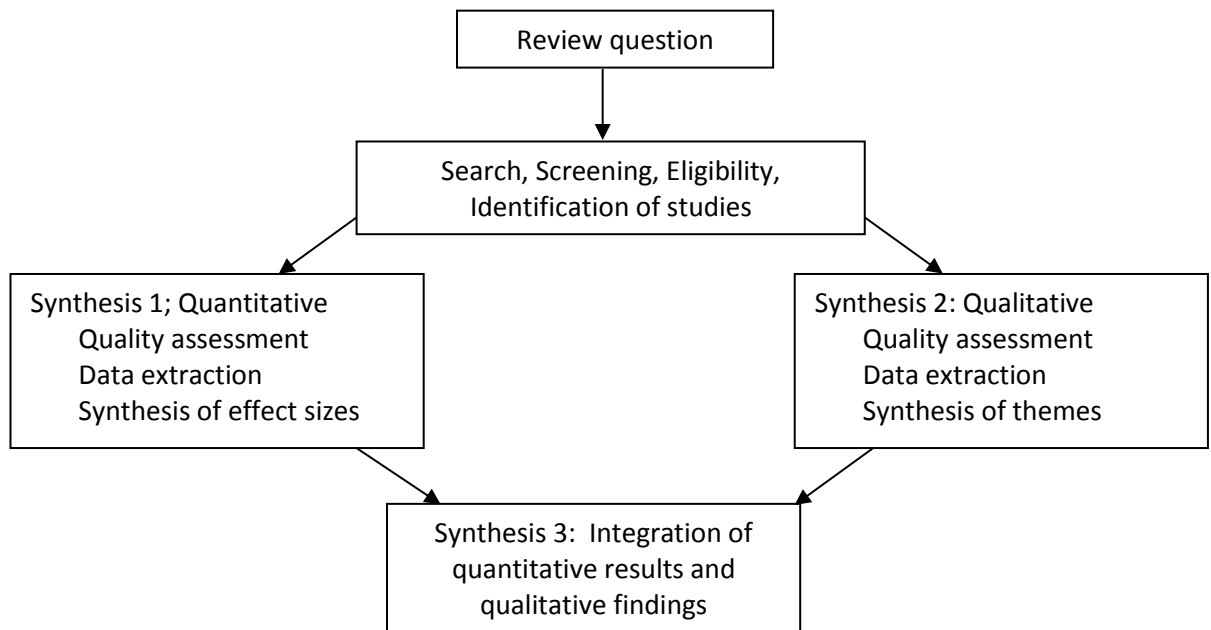 Review question
Search, Screening, Eligibility,
Identification of studies
Synthesis 1; Quantitative
Quality assessment
Data extraction
Synthesis of effect sizes
Synthesis 2: Qualitative
Quality assessment
Data extraction
Synthesis of themes
Synthesis 3:  Integration of
quantitative results and
qualitative findings